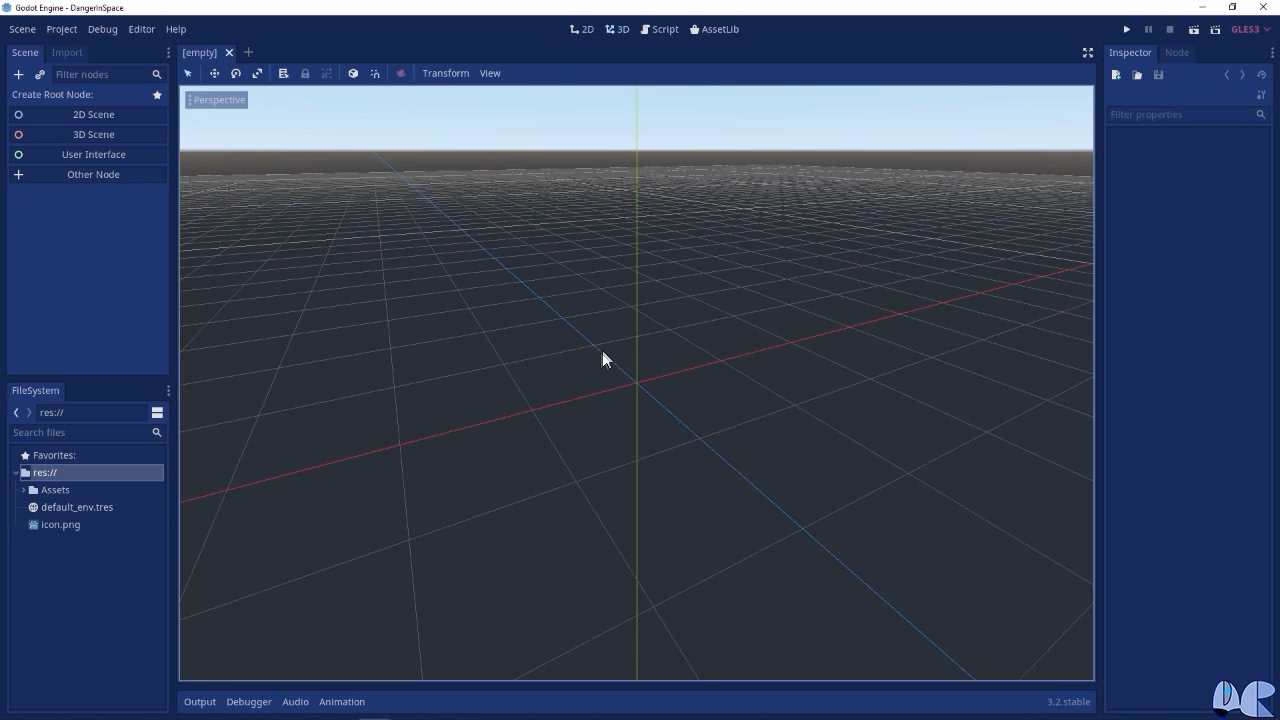 Godot Engine - DangerInSpace
Scene Project Debug Editor Help 2D 3D Script AssetLib GLES3
Scene Import [empty] Inspector Node
Filter nodes Transform View
Create Root Node: Perspective
2D Scene Filter properties
3D Scene
User Interface
Other Node
FileSystem
res://
Search files
Favorites:
res://
Assets
default_env.tres
icon.png
Output Debugger Audio Animation 3.2.stable
DR